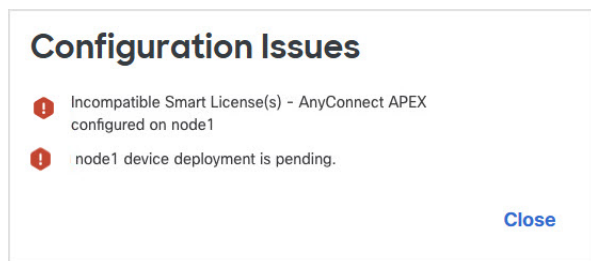 Configuration Issues
Incompatible Smart License(s) - AnyConnect APEX
configured on node1
node1 device deployment is pending.
Close